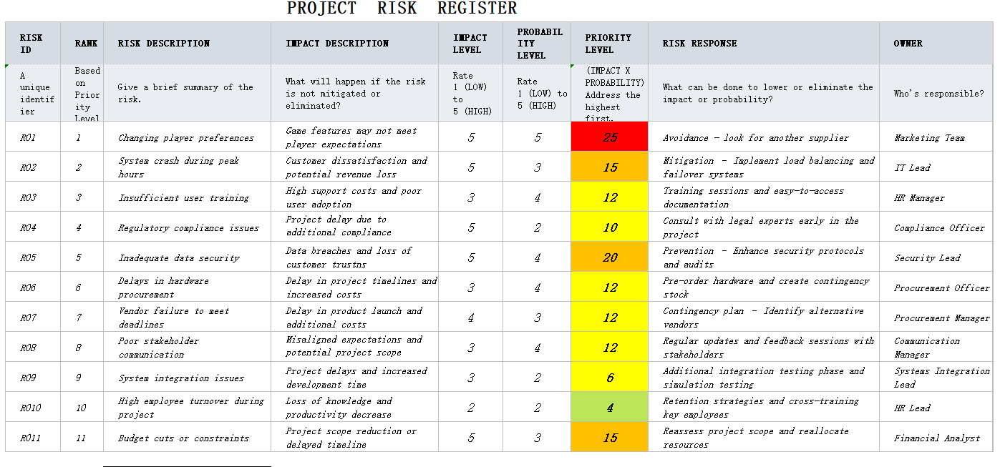 PROJECT RISK REGISTER
RISK
ID
RANK
RISK DESCRIPTION
IMPACT DESCRIPTION
IMPACT
LEVEL
PROBABIL
ITY
LEVEL
PRIORITY
LEVEL
RISK RESPONSE
OWNER
A
unique
identif
ier
Based
on
Prior
ity
Level
Give a brief summary of the
risk.
What will happen if the risk
is not mitigated or
eliminated?
Rate
1 (LOW)
to
5 (HIGH)
Rate
1 (LOW) to
5 (HIGH)
(IMPACT X
PROBABILITY)
Address the
highest
first.
What can be done to lower or eliminate the
impact or probability?
Who's responsible?
R01
1
Changing player preferences
Game features may not meet
player expectations
5
5
25
Avoidance - look for another supplier
Marketing Team
R02
2
System crash during peak
hours
Customer dissatisfaction and
potential revenue loss
5
3
15
Mitigation - Implement load balancing and
failover systems
IT Lead
R03
3
Insufficient user training
High support costs and poor
user adoption
3
4
12
Training sessions and easy-to-access
documentation
HR Manager
R04
4
Regulatory compliance issues
Project delay due to
additional compliance
5
2
10
Consult with legal experts early in the
project
Compliance Officer
R05
5
Inadequate data security
Data breaches and loss of
customer trustns
5
4
20
Prevention - Enhance security protocols
and audits
Security Lead
R06
6
Delays in hardware
procurement
Delay in project timelines and
increased costs
3
4
12
Pre-order hardware and create contingency
stock
Procurement Officer
R07
7
Vendor failure to meet
deadlines
Delay in product launch and
additional costs
4
3
12
Contingency plan - Identify alternative
vendors
Procurement Manager
R08
8
Poor stakeholder
communication
Misaligned expectations and
potential project scope
3
4
12
Regular updates and feedback sessions with
stakeholders
Communication
Manager
R09
9
System integration issues
Project delays and increased
development time
3
2
6
Additional integration testing phase and
simulation testing
Systems Integration
Lead
R010
10
High employee turnover during
project
Loss of knowledge and
productivity decrease
2
2
4
Retention strategies and cross-training
key employees
HR Lead
R011
11
Budget cuts or constraints
Project scope reduction or
delayed timeline
5
3
15
Reassess project scope and reallocate
resources
Financial Analyst